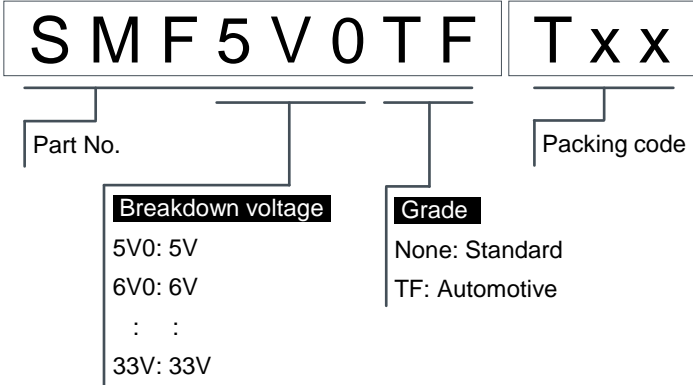 SMF5V0TF Txx
Part No.
Packing code
Breakdown voltage
5V0: 5V
6V0: 6V
: :
33V: 33V
Grade
None: Standard
TF: Automotive